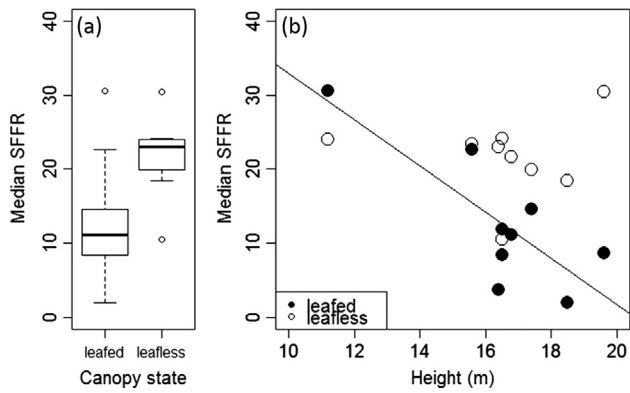 (a)
Median SFFR
40
30
20
10
0
leafed leafless
Canopy state
(b)
Median SFFR
40
30
20
10
0
leafed
leafless
10 12 14 16 18 20
Height (m)